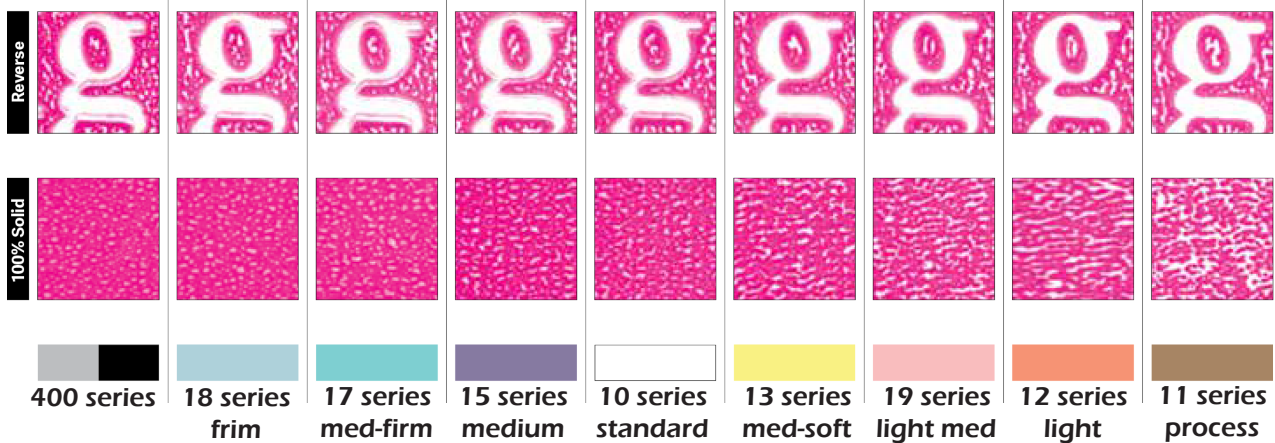 Reverse
g g g g g g g g g
100% Solid
400 series 18 series 17 series 15 series 10 series 13 series 19 series 12 series 11 series
frim med-firm medium standard med-soft light med light process